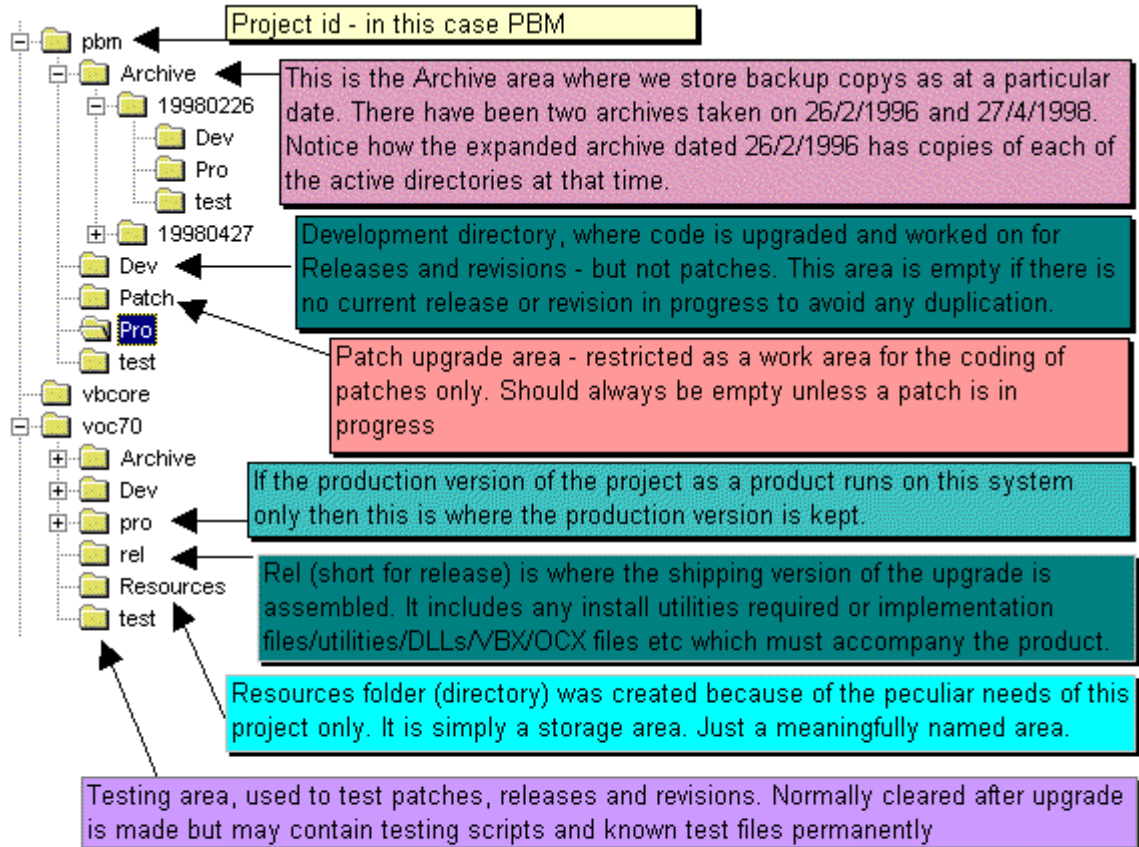 Project id - in this case PBM
pbm
Archive
This is the Archive area where we store backup copys as at a particular
date. There have been two archives taken on 26/2/1996 and 27/4/1998.
Notice how the expanded archive dated 26/2/1996 has copies of each of
the active directories at that time.
19980226
Dev
Pro
test
19980427
Development directory, where code is upgraded and worked on for
Releases and revisions - but not patches. This area is empty if there is
no current release or revision in progress to avoid any duplication.
Dev
Patch
Pro
test
Patch upgrade area - restricted as a work area for the coding of
patches only. Should always be empty unless a patch is in
progress
vbcore
voc70
Archive
Dev
pro
If the production version of the project as a product runs on this system
only then this is where the production version is kept.
rel
Rel (short for release) is where the shipping version of the upgrade is
assembled. It includes any install utilities required or implementation
files/utilities/DLLs/VBX/OCX files etc which must accompany the product.
Resources
test
Resources folder (directory) was created because of the peculiar needs of this
project only. It is simply a storage area. Just a meaningfully named area.
Testing area, used to test patches, releases and revisions. Normally cleared after upgrade
is made but may contain testing scripts and known test files permanently